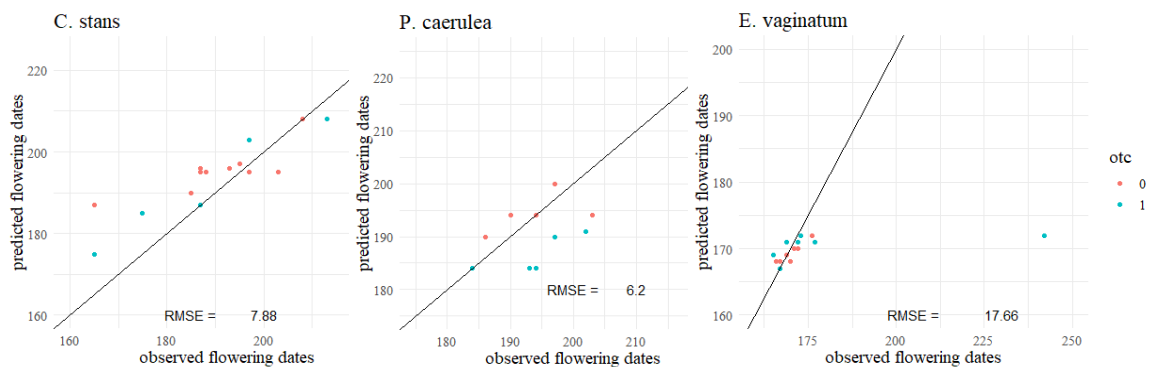 C. stans
P. caerulea
E. vaginatum
predicted flowering dates
220
200
180
160
RMSE = 7.88
160
180
200
observed flowering dates
predicted flowering dates
220
210
200
190
180
RMSE = 6.2
180
190
200
210
observed flowering dates
predicted flowering dates
200
190
180
170
160
RMSE = 17.66
175
200
225
250
observed flowering dates
otc
0
1